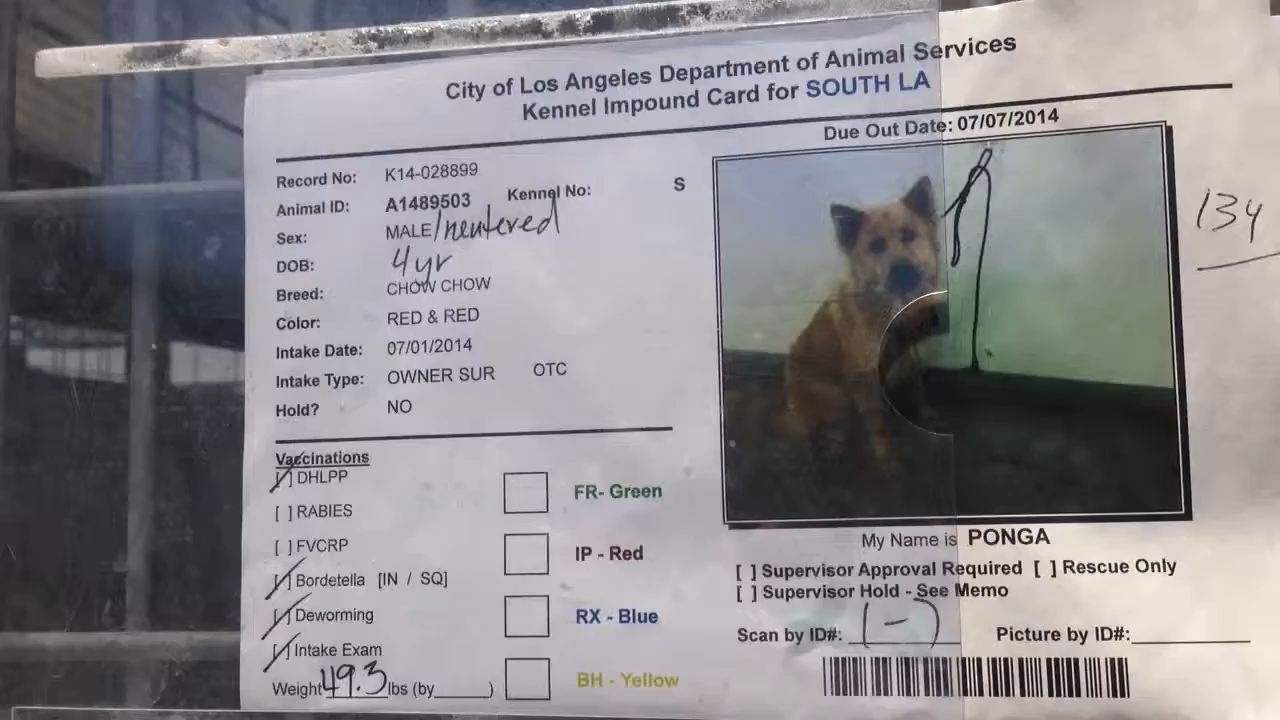 City of Los Angeles Department of Animal Services
Kennel Impound Card for SOUTH LA
Due Out Date: 07/07/2014
Record No: K14-028899
Animal ID: A1489503 Kennel No: S
Sex: MALE/neutered
DOB: 4yr
Breed: CHOW CHOW
Color: RED & RED
Intake Date: 07/01/2014
Intake Type: OWNER SUR OTC
Hold? NO
134
Vaccinations
[ ] DHLPP
[ ] RABIES
[ ] FVCRP
[ ] Bordetella [IN / SQ]
[ ] Deworming
[ ] Intake Exam
Weight 49.3 lbs (by______)
FR- Green
IP - Red
RX - Blue
BH - Yellow
My Name is PONGA
[ ] Supervisor Approval Required [ ] Rescue Only
[ ] Supervisor Hold - See Memo
Scan by ID#: (-) Picture by ID#:__________